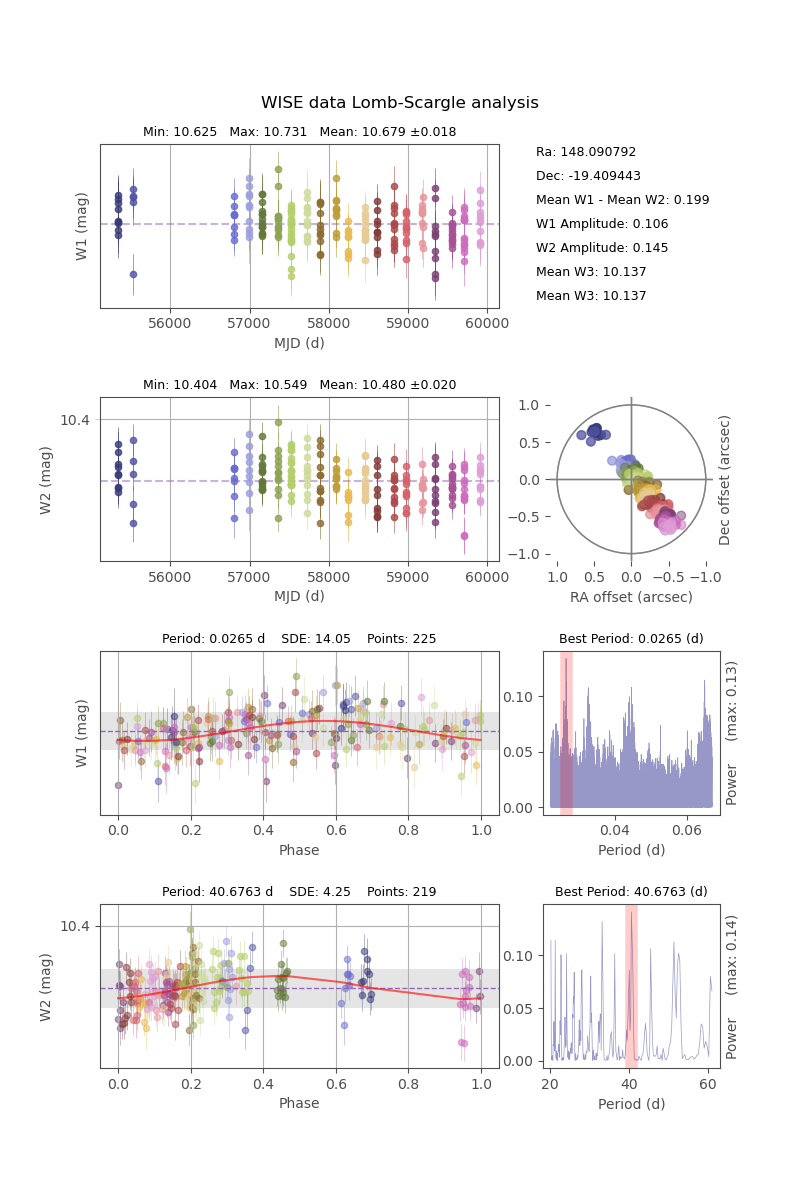 WISE data Lomb-Scargle analysis
Min: 10.625   Max: 10.731   Mean: 10.679 ±0.018
W1 (mag)
56000 57000 58000 59000 60000
MJD (d)
Ra: 148.090792
Dec: -19.409443
Mean W1 - Mean W2: 0.199
W1 Amplitude: 0.106
W2 Amplitude: 0.145
Mean W3: 10.137
Mean W3: 10.137
Min: 10.404   Max: 10.549   Mean: 10.480 ±0.020
10.4
W2 (mag)
56000 57000 58000 59000 60000
MJD (d)
1.0
0.5
0.0
−0.5
−1.0
1.0 0.5 0.0 −0.5 −1.0
RA offset (arcsec)
Dec offset (arcsec)
Period: 0.0265 d    SDE: 14.05    Points: 225
W1 (mag)
0.0 0.2 0.4 0.6 0.8 1.0
Phase
Best Period: 0.0265 (d)
0.10
0.05
0.00
0.04 0.06
Period (d)
Power     (max: 0.13)
Period: 40.6763 d    SDE: 4.25    Points: 219
10.4
W2 (mag)
0.0 0.2 0.4 0.6 0.8 1.0
Phase
Best Period: 40.6763 (d)
0.10
0.05
0.00
20 40 60
Period (d)
Power     (max: 0.14)